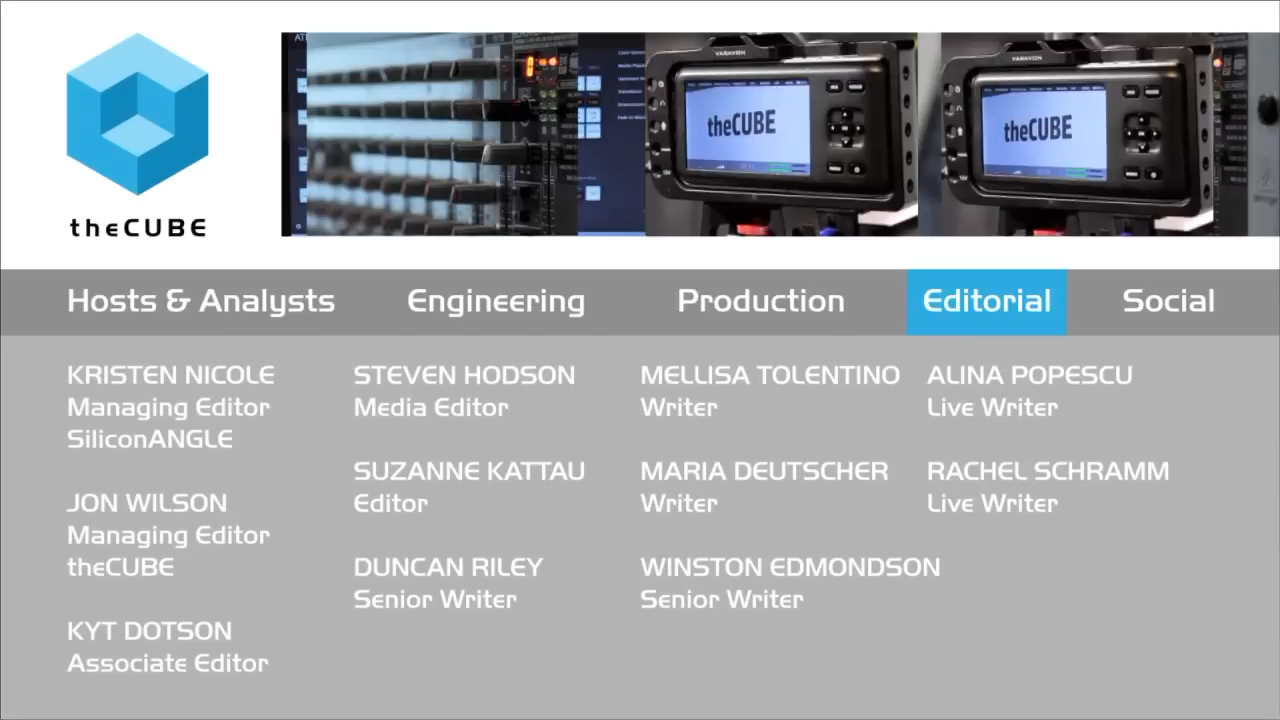 theCUBE
VARAVON
theCUBE
VARAVON
theCUBE
Hosts & Analysts
Engineering
Production
Editorial
Social
KRISTEN NICOLE
Managing Editor
SiliconANGLE
JON WILSON
Managing Editor
theCUBE
KYT DOTSON
Associate Editor
STEVEN HODSON
Media Editor
SUZANNE KATTAU
Editor
DUNCAN RILEY
Senior Writer
MELLISA TOLENTINO
Writer
MARIA DEUTSCHER
Writer
WINSTON EDMONDSON
Senior Writer
ALINA POPESCU
Live Writer
RACHEL SCHRAMM
Live Writer